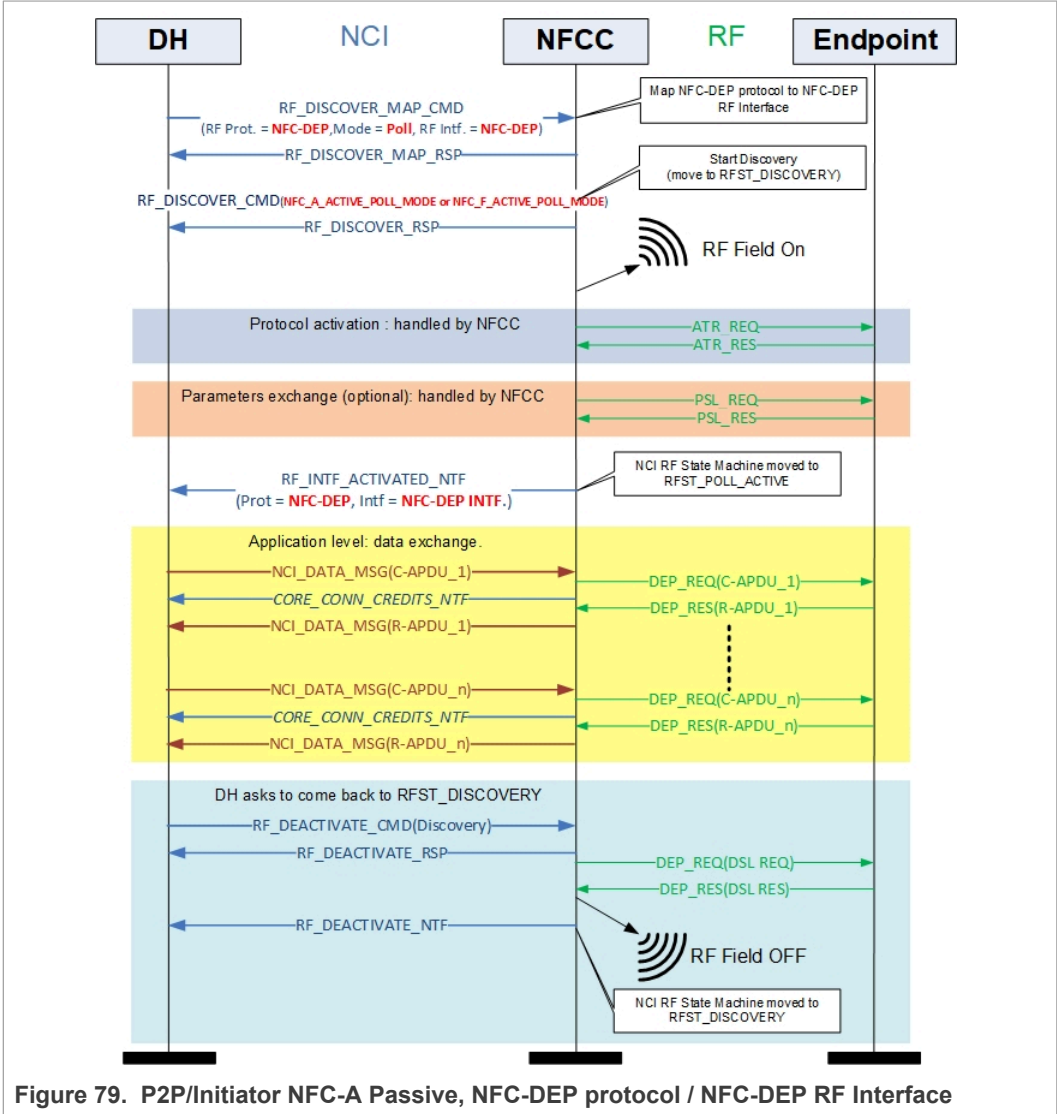 DH
NCI
NFCC
RF
Endpoint
Map NFC-DEP protocol to NFC-DEP
RF Interface
RF_DISCOVER_MAP_CMD
(RF Prot. = NFC-DEP,Mode = Poll, RF Intf. = NFC-DEP)
RF_DISCOVER_MAP_RSP
Start Discovery
(move to RFST_DISCOVERY)
RF_DISCOVER_CMD(NFC_A_ACTIVE_POLL_MODE or NFC_F_ACTIVE_POLL_MODE)
RF_DISCOVER_RSP
RF Field On
Protocol activation : handled by NFCC
ATR_REQ
ATR_RES
Parameters exchange (optional): handled by NFCC
PSL_REQ
PSL_RES
NCI RF State Machine moved to
RFST_POLL_ACTIVE
RF_INTF_ACTIVATED_NTF
(Prot = NFC-DEP, Intf = NFC-DEP INTF.)
Application level: data exchange.
NCI_DATA_MSG(C-APDU_1)
DEP_REQ(C-APDU_1)
CORE_CONN_CREDITS_NTF
DEP_RES(R-APDU_1)
NCI_DATA_MSG(R-APDU_1)
NCI_DATA_MSG(C-APDU_n)
DEP_REQ(C-APDU_n)
CORE_CONN_CREDITS_NTF
DEP_RES(R-APDU_n)
NCI_DATA_MSG(R-APDU_n)
DH asks to come back to RFST_DISCOVERY
RF_DEACTIVATE_CMD(Discovery)
RF_DEACTIVATE_RSP
DEP_REQ(DSL REQ)
DEP_RES(DSL RES)
RF_DEACTIVATE_NTF
RF Field OFF
NCI RF State Machine moved to
RFST_DISCOVERY
Figure 79. P2P/Initiator NFC-A Passive, NFC-DEP protocol / NFC-DEP RF Interface